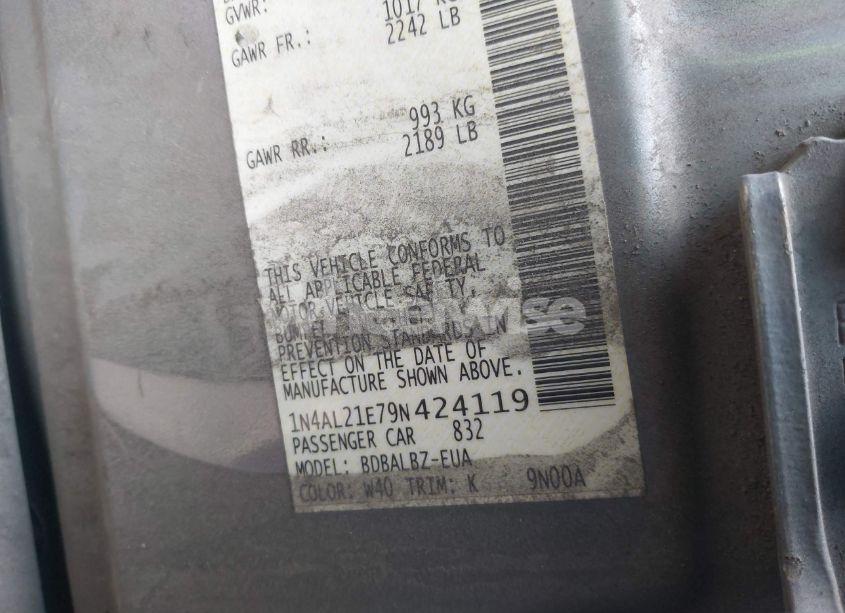 GVWR:
1017 KG
GAWR FR.: 2242 LB
993 KG
GAWR RR.: 2189 LB
THIS VEHICLE CONFORMS TO
ALL APPLICABLE FEDERAL
MOTOR VEHICLE SAFETY,
PREVENTION STANDARDS IN
EFFECT ON THE DATE OF
MANUFACTURE SHOWN ABOVE.
1N4AL21E79N424119
PASSENGER CAR 832
MODEL: BDBALBZ-EUA
COLOR: W40 TRIM: K 9N00A